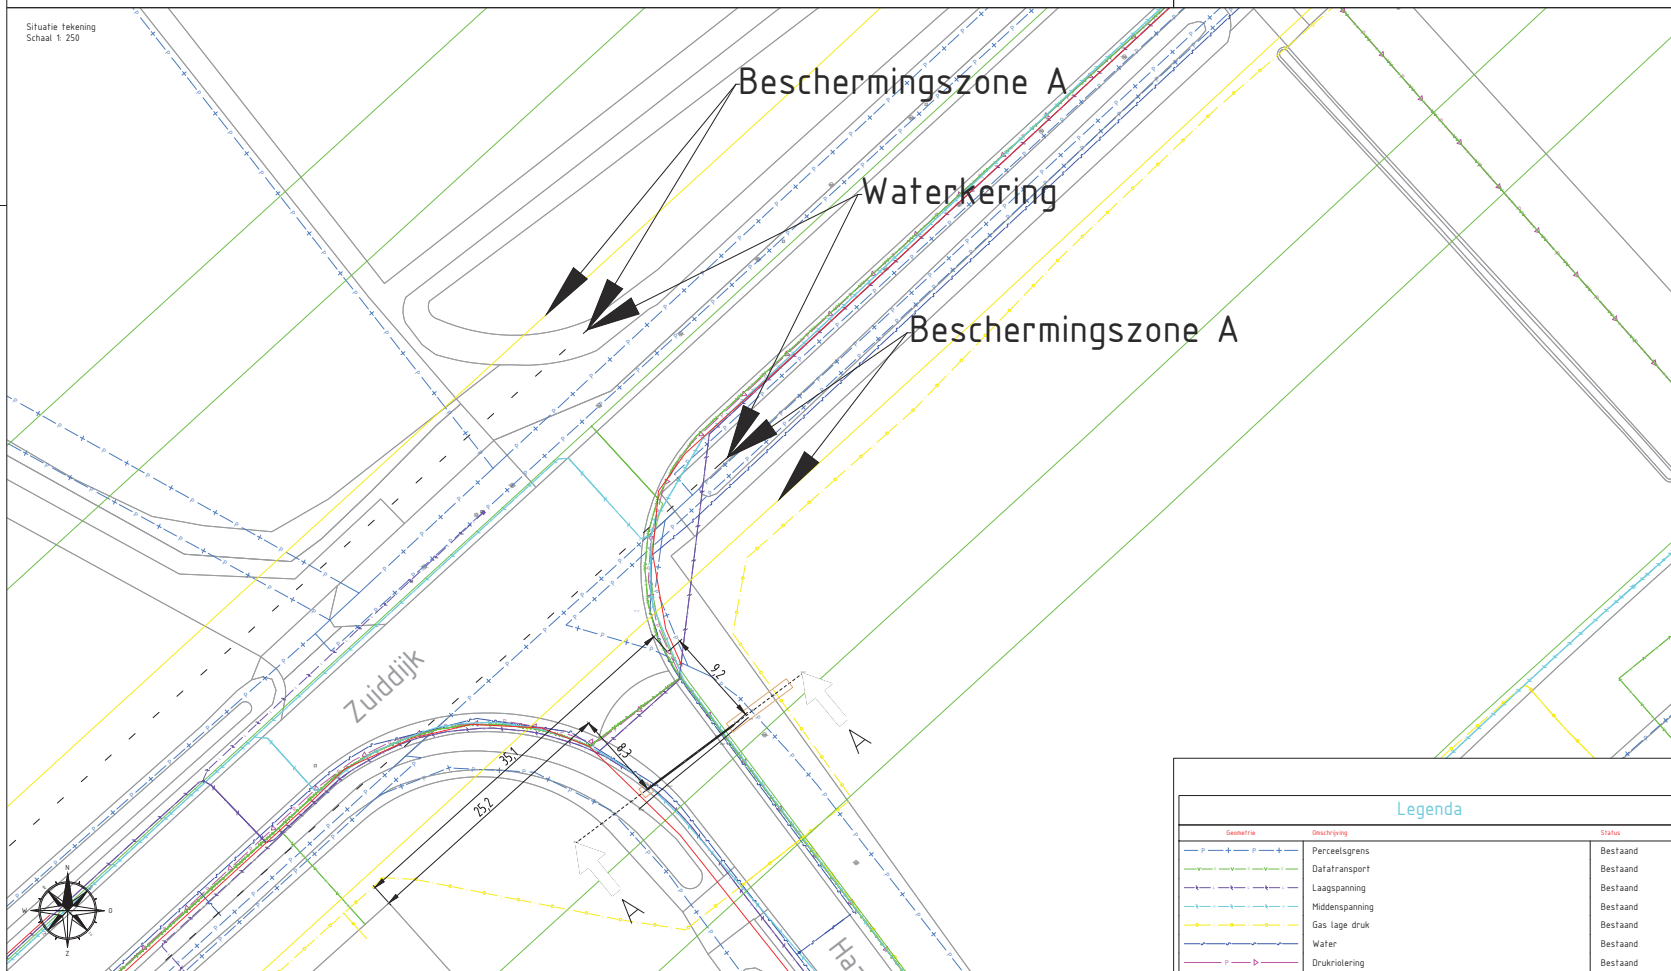 Situatie tekening
Schaal 1: 250
Beschermingszone A
Waterkering
Beschermingszone A
Zuiddijk
9,2
8,3
35,1
25,2
A
A
N
W
O
Z
Legenda
Geometrie Omschrijving Status
Perceelsgrens Bestaand
Datatransport Bestaand
Laagspanning Bestaand
Middenspanning Bestaand
Gas lage druk Bestaand
Water Bestaand
Drukriolering Bestaand